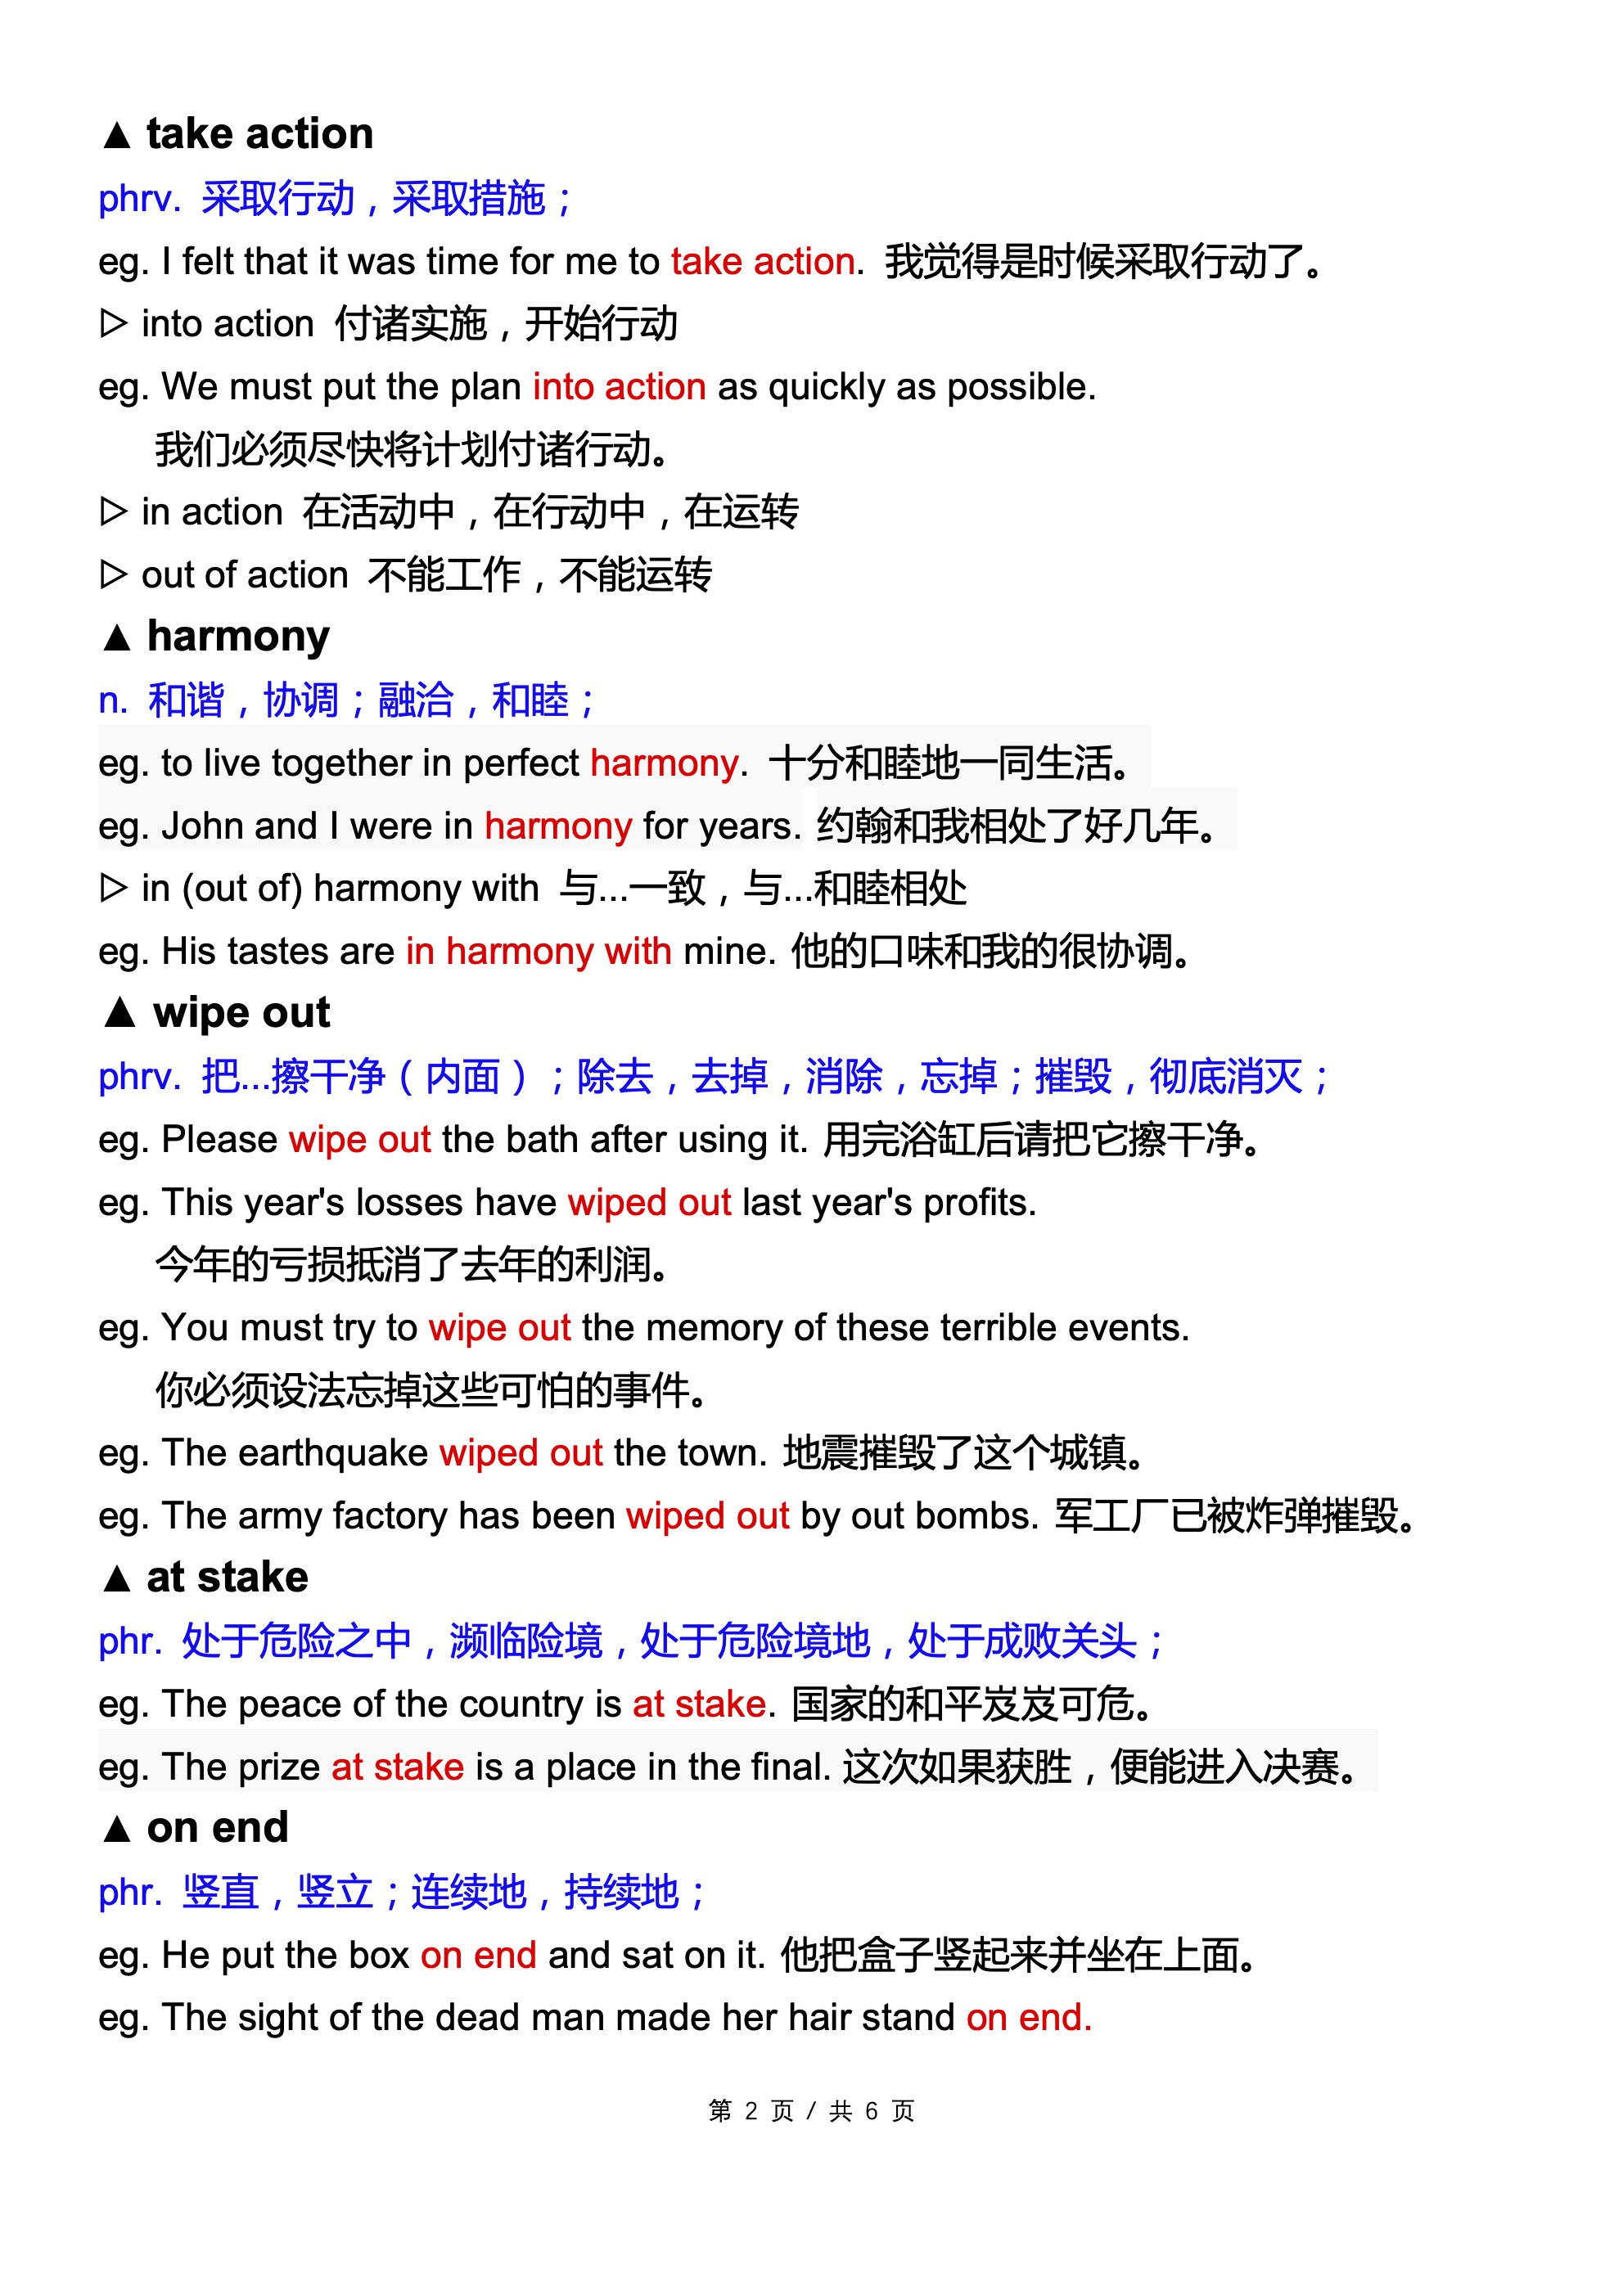 ▲ take action
phrv. 采取行动，采取措施；
eg. I felt that it was time for me to take action. 我觉得是时候采取行动了。
▷ into action 付诸实施，开始行动
eg. We must put the plan into action as quickly as possible.
我们必须尽快将计划付诸行动。
▷ in action 在活动中，在行动中，在运转
▷ out of action 不能工作，不能运转
▲ harmony
n. 和谐，协调；融洽，和睦；
eg. to live together in perfect harmony. 十分和睦地一同生活。
eg. John and I were in harmony for years. 约翰和我相处了好几年。
▷ in (out of) harmony with 与...一致，与...和睦相处
eg. His tastes are in harmony with mine. 他的口味和我的很协调。
▲ wipe out
phrv. 把...擦干净（内面）；除去，去掉，消除，忘掉；摧毁，彻底消灭；
eg. Please wipe out the bath after using it. 用完浴缸后请把它擦干净。
eg. This year's losses have wiped out last year's profits.
今年的亏损抵消了去年的利润。
eg. You must try to wipe out the memory of these terrible events.
你必须设法忘掉这些可怕的事件。
eg. The earthquake wiped out the town. 地震摧毁了这个城镇。
eg. The army factory has been wiped out by out bombs. 军工厂已被炸弹摧毁。
▲ at stake
phr. 处于危险之中，濒临险境，处于危险境地，处于成败关头；
eg. The peace of the country is at stake. 国家的和平岌岌可危。
eg. The prize at stake is a place in the final. 这次如果获胜，便能进入决赛。
▲ on end
phr. 竖直，竖立；连续地，持续地；
eg. He put the box on end and sat on it. 他把盒子竖起来并坐在上面。
eg. The sight of the dead man made her hair stand on end.
第 2 页 / 共 6 页